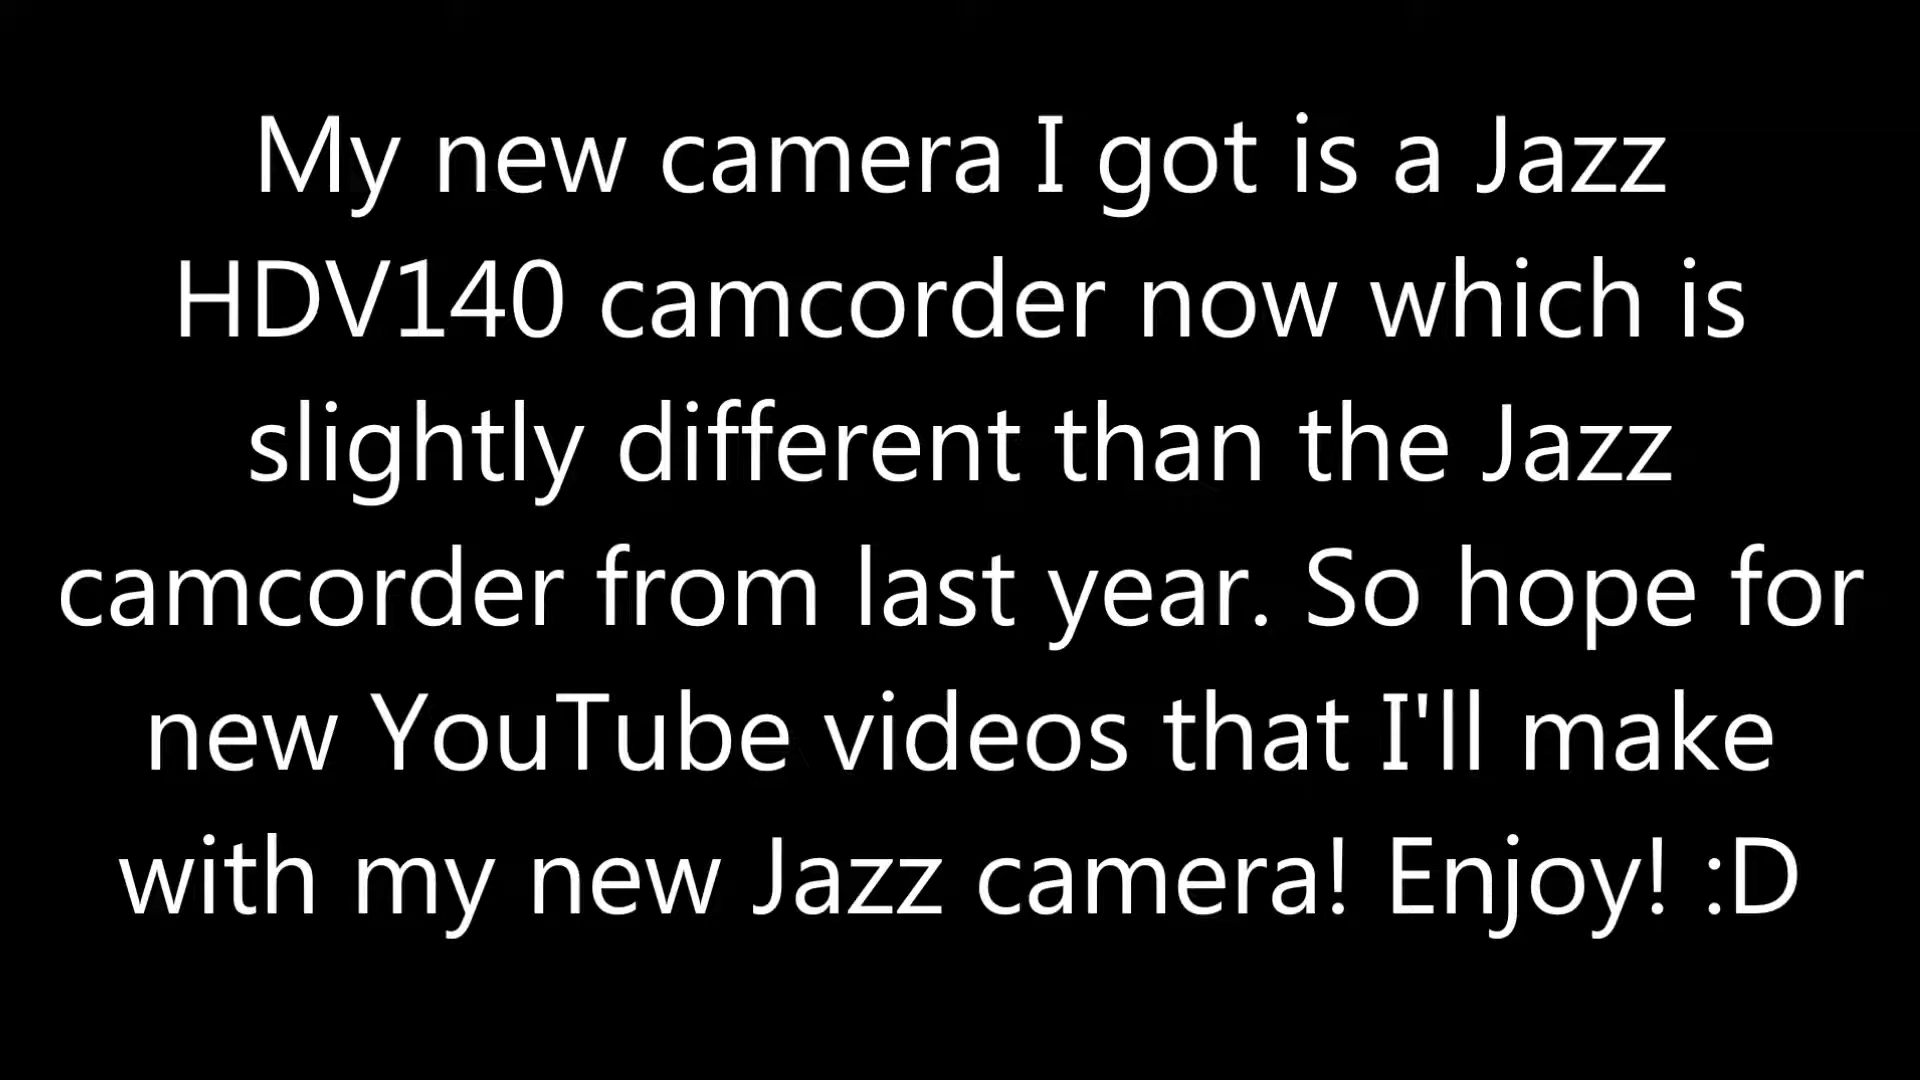 My new camera I got is a Jazz
HDV140 camcorder now which is
slightly different than the Jazz
camcorder from last year. So hope for
new YouTube videos that I'll make
with my new Jazz camera! Enjoy! :D